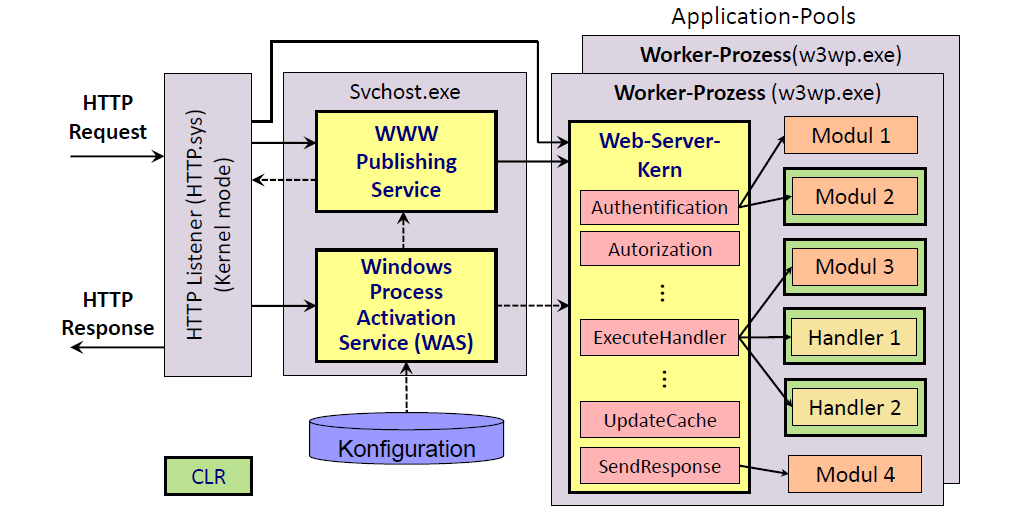 Application-Pools
Worker-Prozess(w3wp.exe)
Worker-Prozess (w3wp.exe)
HTTP
Request
HTTP
Response
HTTP Listener (HTTP.sys)
(Kernel mode)
Svchost.exe
WWW
Publishing
Service
Windows
Process
Activation
Service (WAS)
Konfiguration
CLR
Web-Server-
Kern
Authentification
Autorization
⋮
ExecuteHandler
⋮
UpdateCache
SendResponse
Modul 1
Modul 2
Modul 3
Handler 1
Handler 2
Modul 4